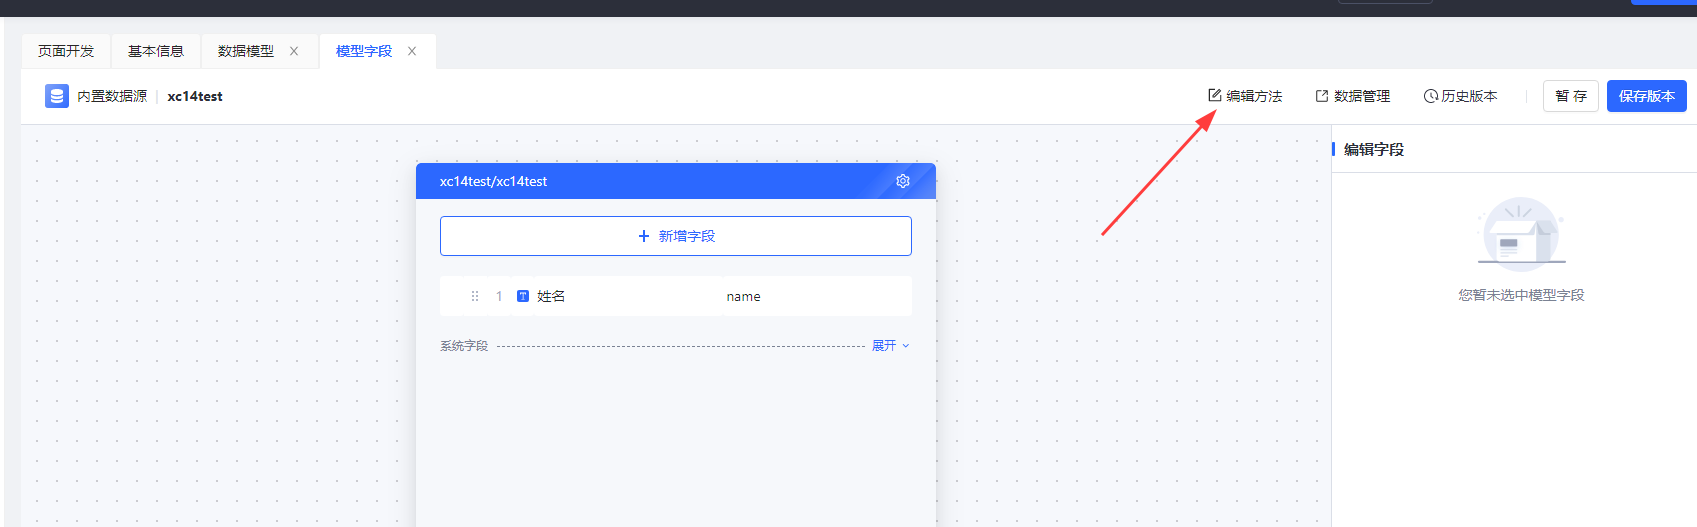 页面开发 基本信息 数据模型 模型字段
内置数据源 xc14test 编辑方法 数据管理 历史版本 暂 存 保存版本
编辑字段
xc14test/xc14test
新增字段
1 姓名 name
系统字段 展开
您暂未选中模型字段